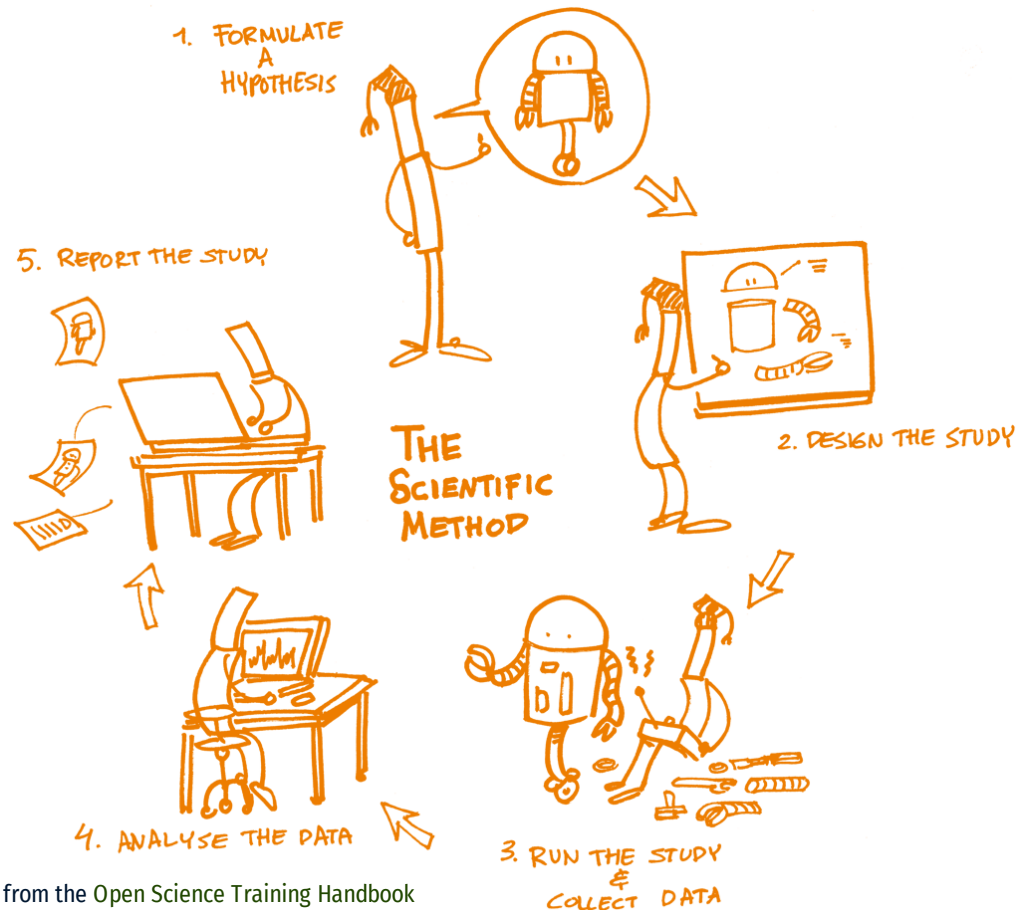 1. FORMULATE
A
HYPOTHESIS
5. REPORT THE STUDY
THE
SCIENTIFIC
METHOD
2. DESIGN THE STUDY
4. ANALYSE THE DATA
3. RUN THE STUDY
&
COLLECT DATA
from the Open Science Training Handbook